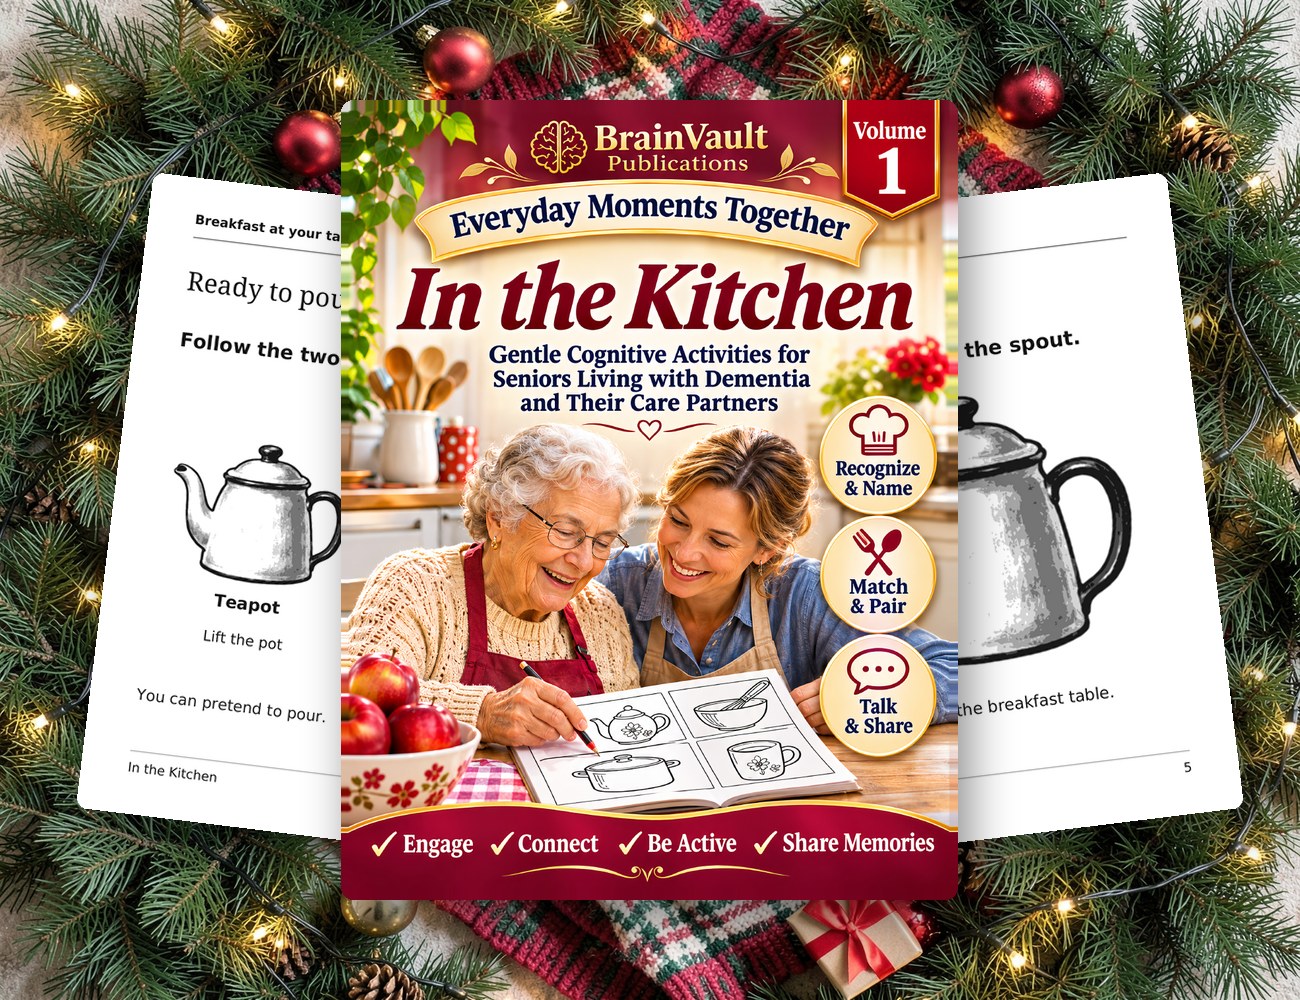 BrainVault
Publications
Volume
1
Everyday Moments Together
In the Kitchen
Gentle Cognitive Activities for
Seniors Living with Dementia
and Their Care Partners
Recognize
& Name
Match
& Pair
Talk
& Share
✓ Engage ✓ Connect ✓ Be Active ✓ Share Memories
Breakfast at your
Ready to
Follow the two
Teapot
Lift the pot
You can pretend to pour.
In the Kitchen
the spout.
the breakfast table.
5